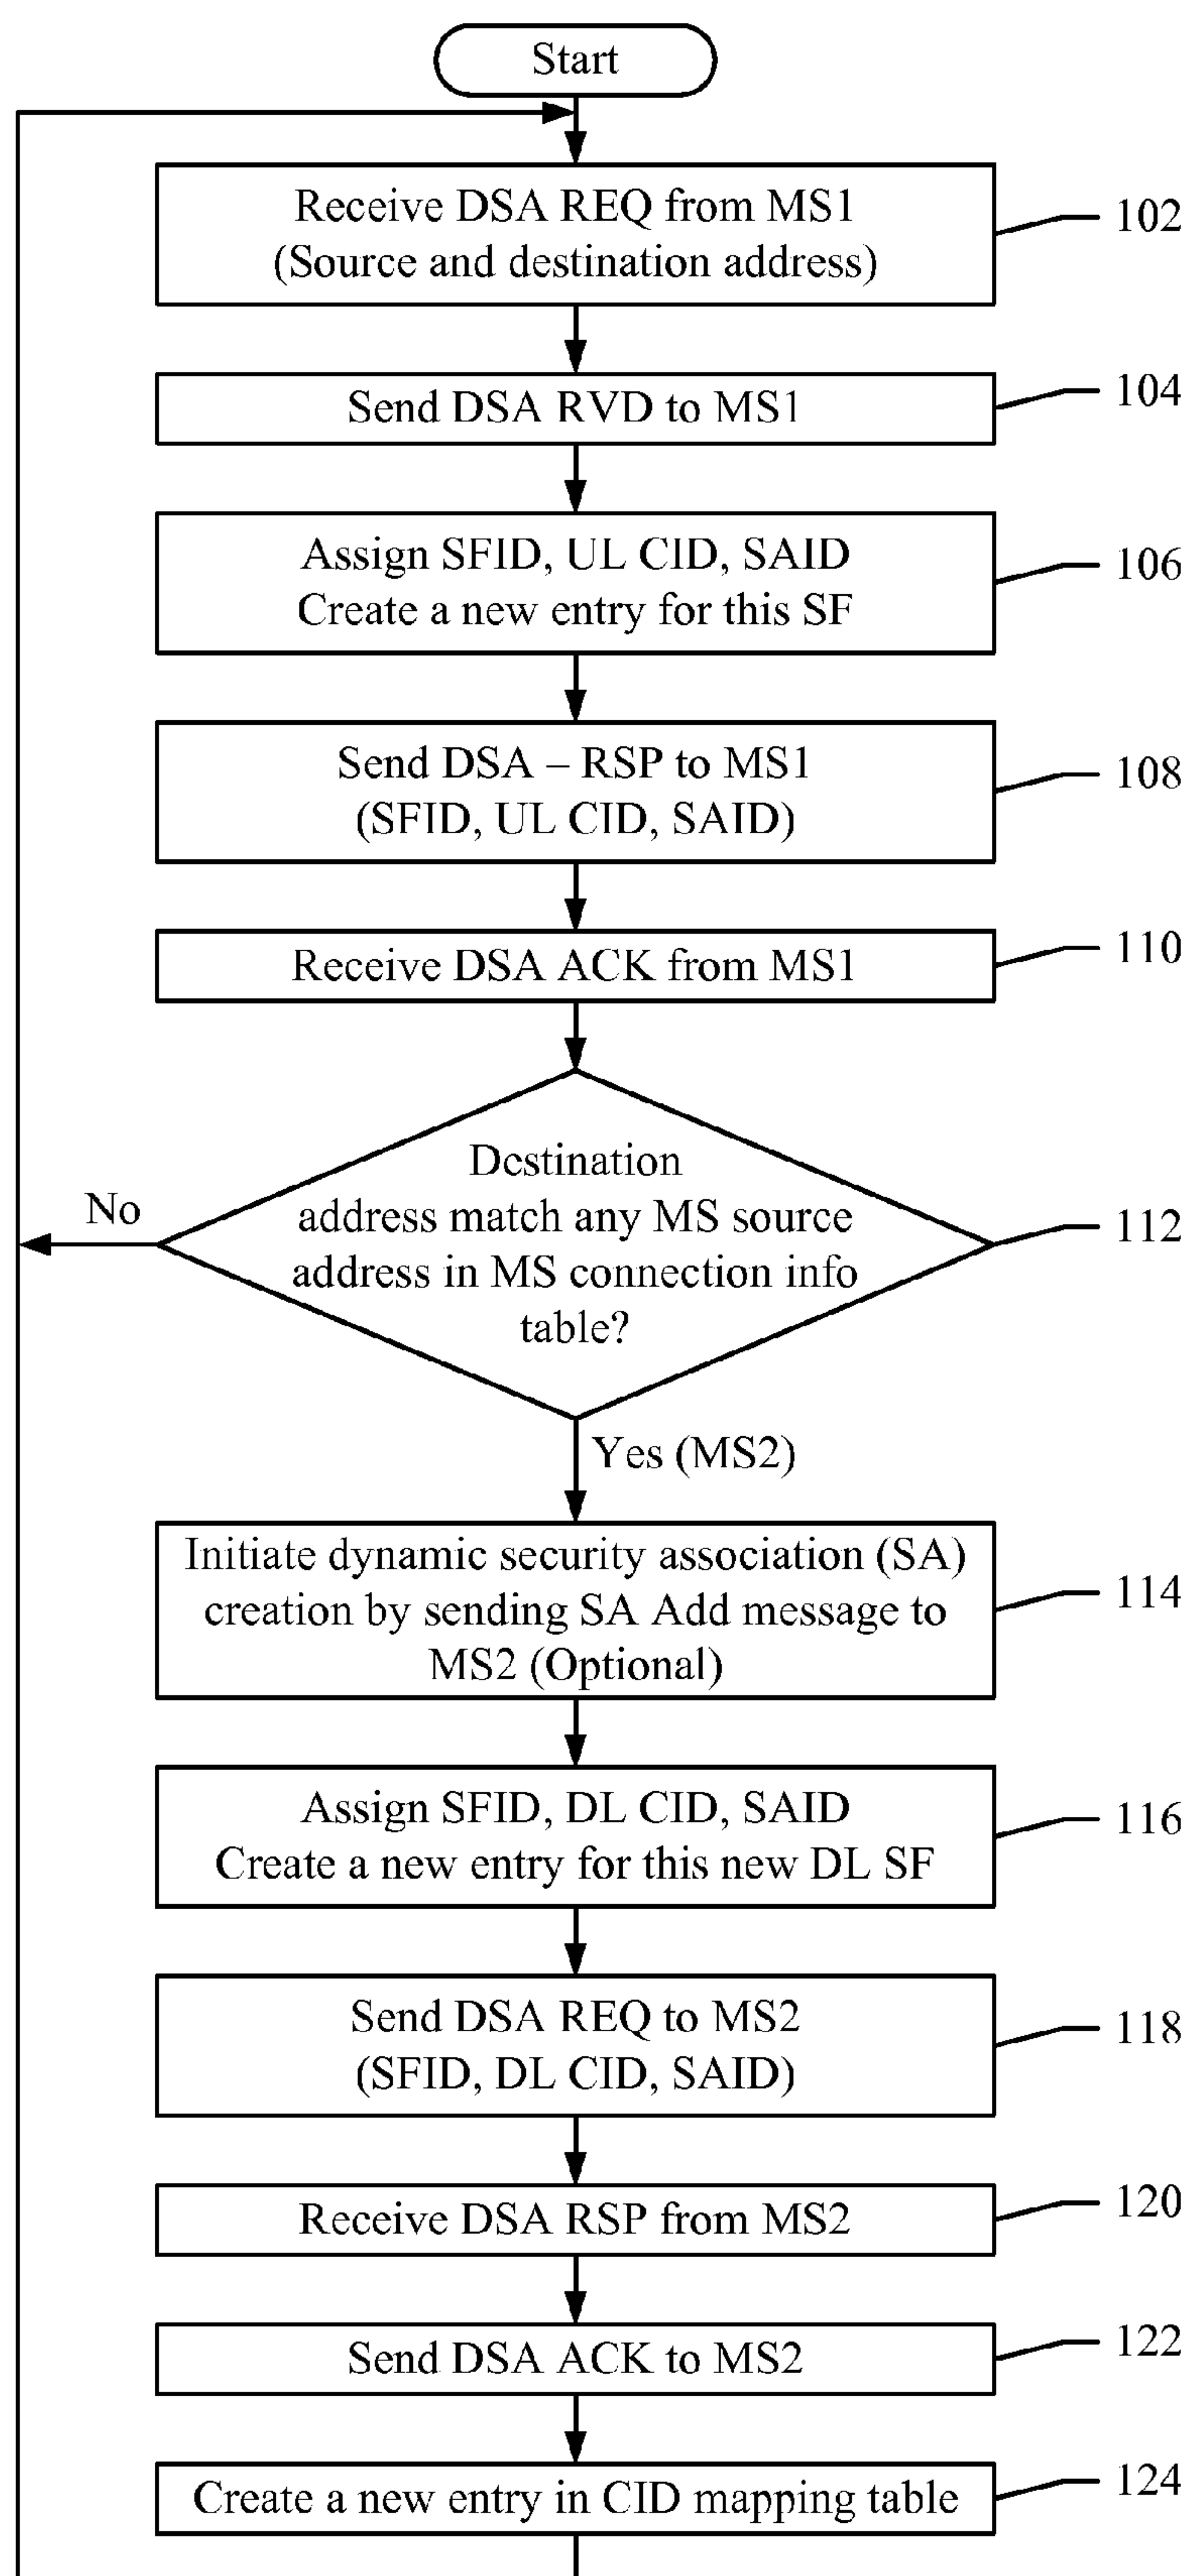 Start
Receive DSA REQ from MS1
(Source and destination address)
102
Send DSA RVD to MS1
104
Assign SFID, UL CID, SAID
Create a new entry for this SF
106
Send DSA – RSP to MS1
(SFID, UL CID, SAID)
108
Receive DSA ACK from MS1
110
Destination
address match any MS source
address in MS connection info
table?
112
No
Yes (MS2)
Initiate dynamic security association (SA)
creation by sending SA Add message to
MS2 (Optional)
114
Assign SFID, DL CID, SAID
Create a new entry for this new DL SF
116
Send DSA REQ to MS2
(SFID, DL CID, SAID)
118
Receive DSA RSP from MS2
120
Send DSA ACK to MS2
122
Create a new entry in CID mapping table
124